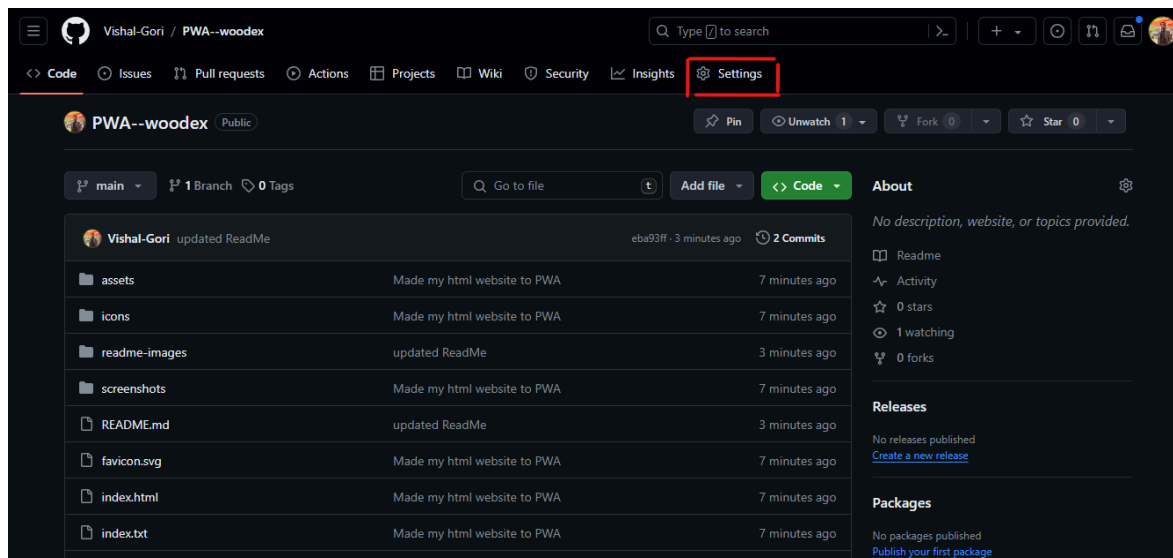 Vishal-Gori / PWA--woodex
Type / to search
Code Issues Pull requests Actions Projects Wiki Security Insights Settings
PWA--woodex Public
Pin Unwatch 1 Fork 0 Star 0
main 1 Branch 0 Tags
Go to file t Add file Code
Vishal-Gori updated ReadMe eba93ff · 3 minutes ago 2 Commits
assets Made my html website to PWA 7 minutes ago
icons Made my html website to PWA 7 minutes ago
readme-images updated ReadMe 3 minutes ago
screenshots Made my html website to PWA 7 minutes ago
README.md updated ReadMe 3 minutes ago
favicon.svg Made my html website to PWA 7 minutes ago
index.html Made my html website to PWA 7 minutes ago
index.txt Made my html website to PWA 7 minutes ago
About
No description, website, or topics provided.
Readme
Activity
0 stars
1 watching
0 forks
Releases
No releases published
Create a new release
Packages
No packages published
Publish your first package